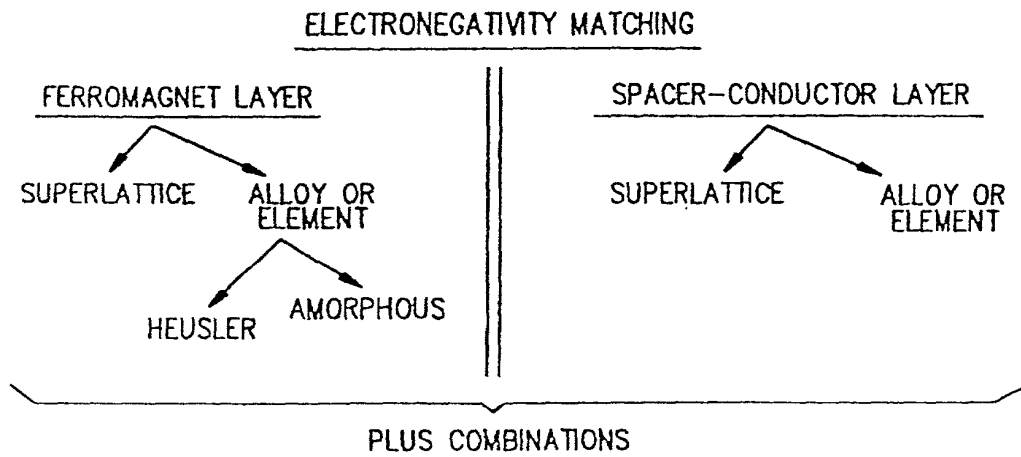 ELECTRONEGATIVITY MATCHING
FERROMAGNET LAYER
SUPERLATTICE
ALLOY OR
ELEMENT
HEUSLER
AMORPHOUS
SPACER-CONDUCTOR LAYER
SUPERLATTICE
ALLOY OR
ELEMENT
PLUS COMBINATIONS